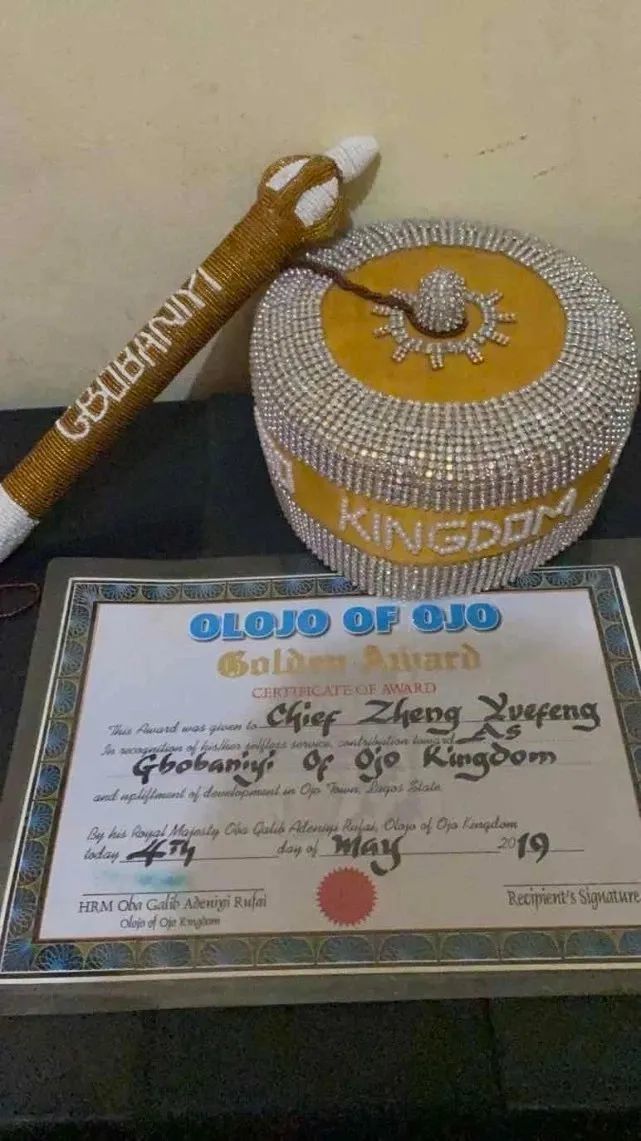 GBOBANIYI
O
KINGDOM
OLOJO OF OJO
Golden Award
CERTIFICATE OF AWARD
This Award was given to Chief Zheng Yuefeng
In recognition of his/her selfless service, contribution toward As
Gbobaniyi Of Ojo Kingdom
and upliftment of development in Ojo Town, Lagos State
By his Royal Majesty Oba Galib Adeniyi Rufai, Olojo of Ojo Kingdom
today 4TH day of May 2019
HRM Oba Galib Adeniyi Rufai
Olojo of Ojo Kingdom
Recipient's Signature